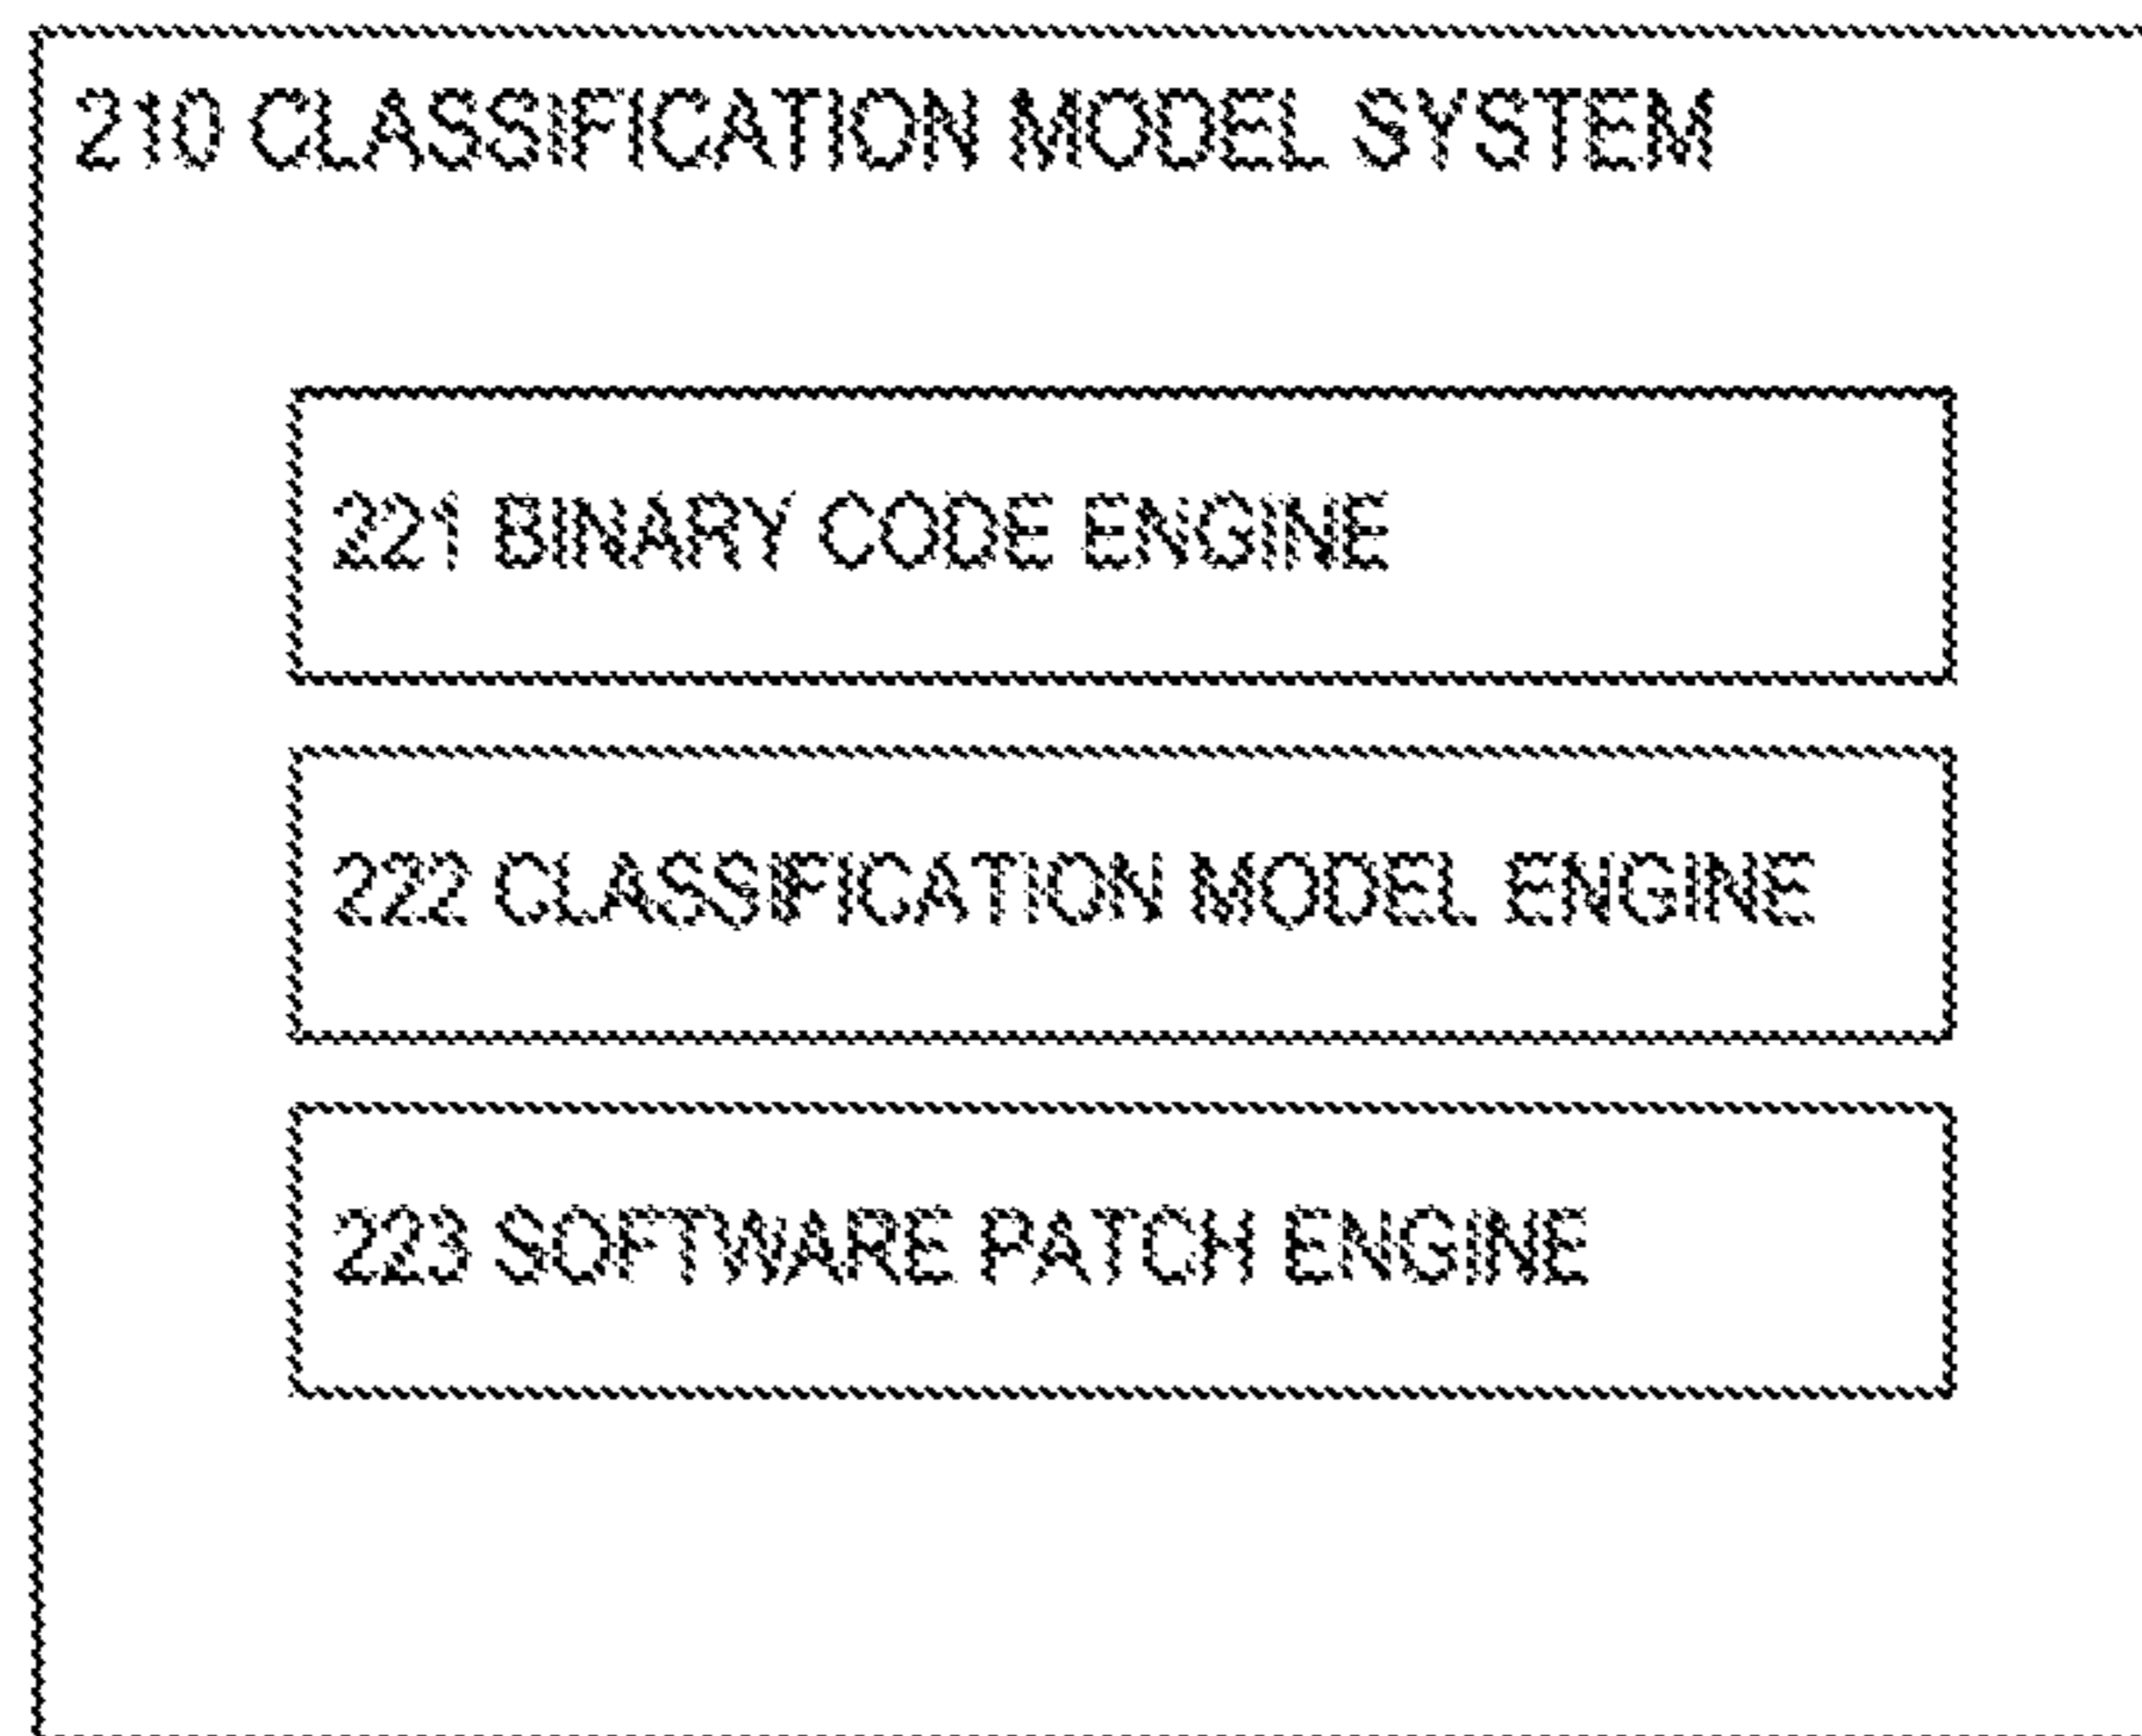 210 CLASSIFICATION MODEL SYSTEM
221 BINARY CODE ENGINE
222 CLASSIFICATION MODEL ENGINE
223 SOFTWARE PATCH ENGINE